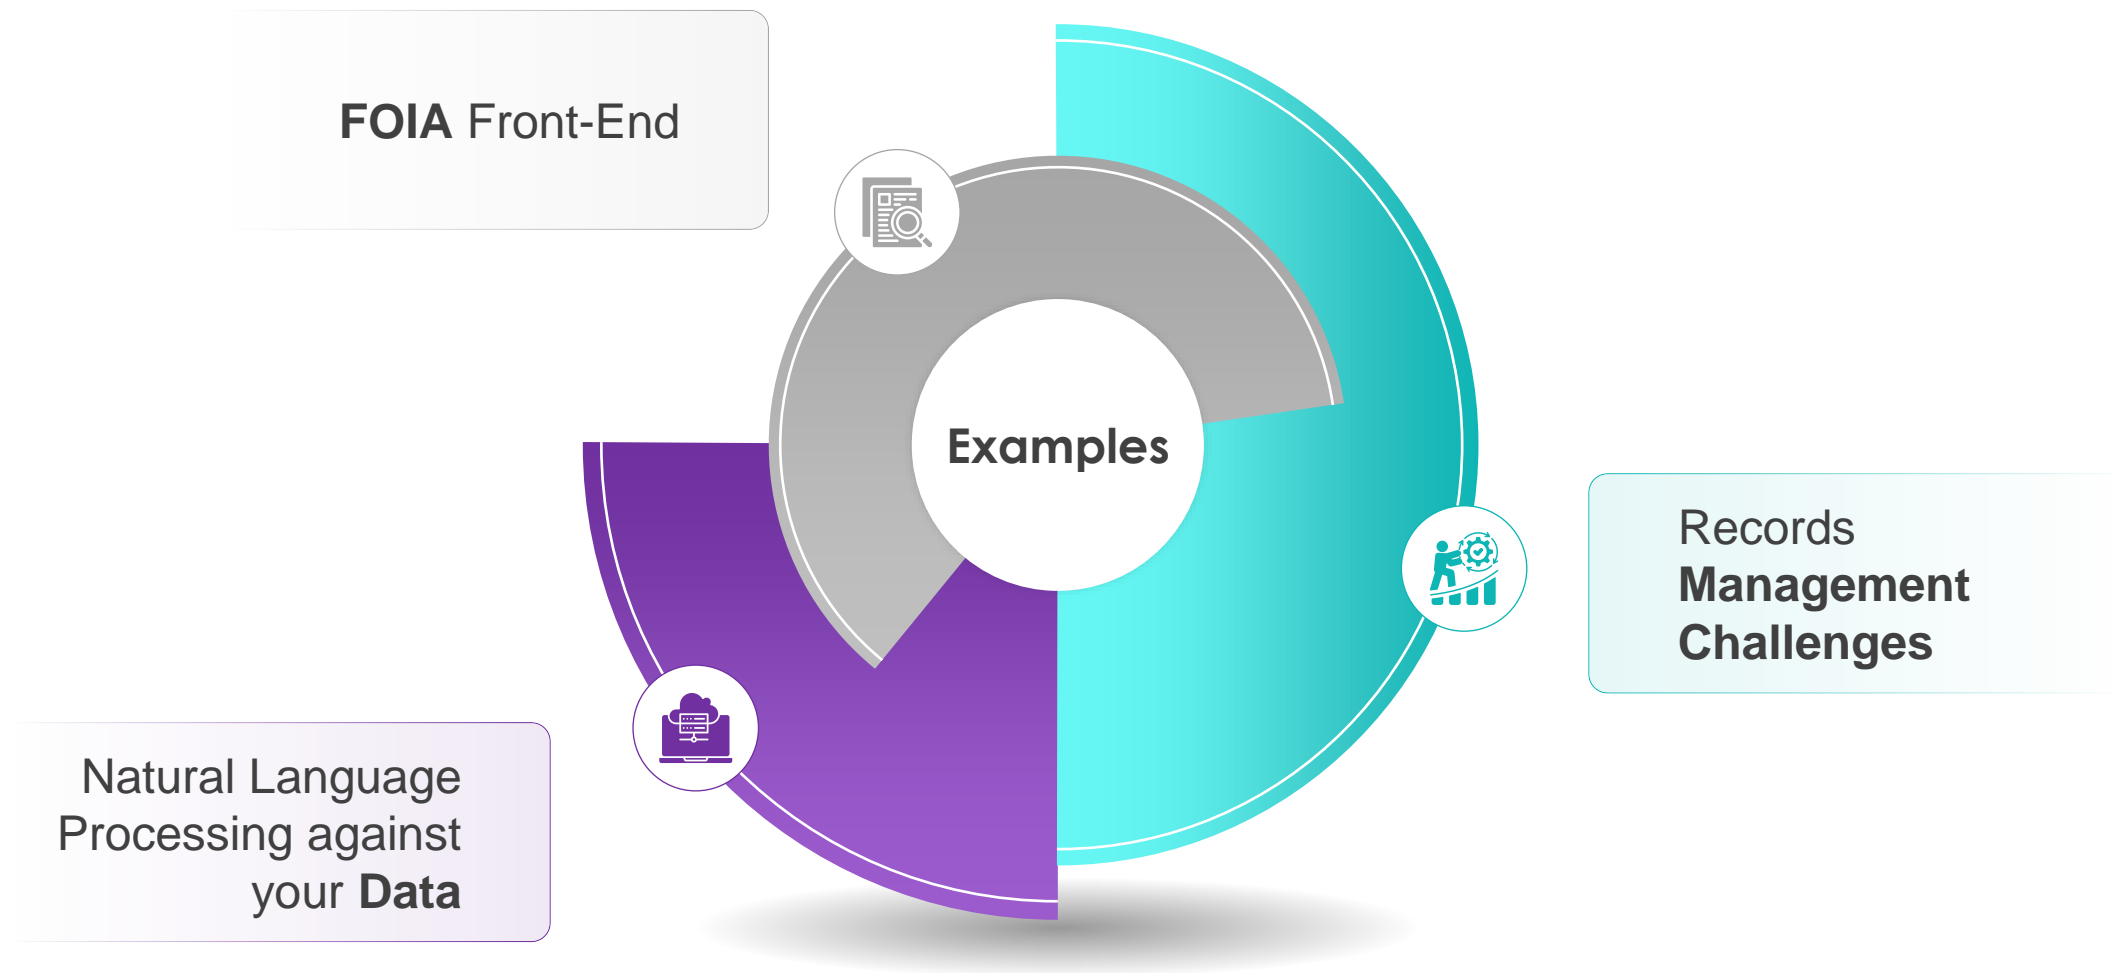 FOIA Front-End
Examples
Records
Management
Challenges
Natural Language
Processing against
your Data